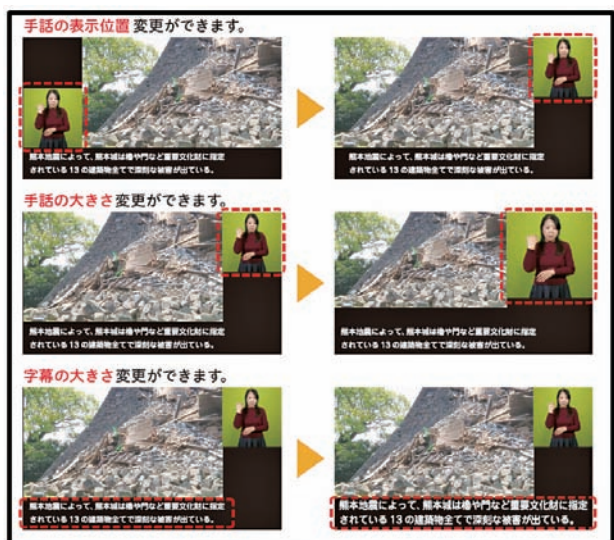 手話の表示位置 変更ができます。
熊本地震によって、熊本城は櫓や門など重要文化財に指定
されている 13 の建築物全てで深刻な被害が出ている。
熊本地震によって、熊本城は櫓や門など重要文化財に指定
されている 13 の建築物全てで深刻な被害が出ている。
手話の大きさ 変更ができます。
熊本地震によって、熊本城は櫓や門など重要文化財に指定
されている 13 の建築物全てで深刻な被害が出ている。
熊本地震によって、熊本城は櫓や門など重要文化財に指定
されている 13 の建築物全てで深刻な被害が出ている。
字幕の大きさ変更ができます。
熊本地震によって、熊本城は櫓や門など重要文化財に指定
されている 13 の建築物全てで深刻な被害が出ている。
熊本地震によって、熊本城は櫓や門など重要文化財に指定
されている 13 の建築物全てで深刻な被害が出ている。